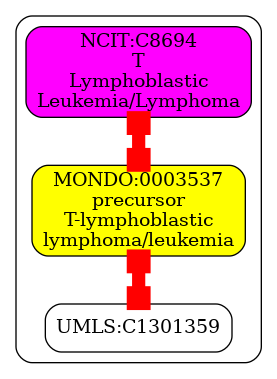 NCIT:C8694
T
Lymphoblastic
Leukemia/Lymphoma
MONDO:0003537
precursor
T-lymphoblastic
lymphoma/leukemia
UMLS:C1301359